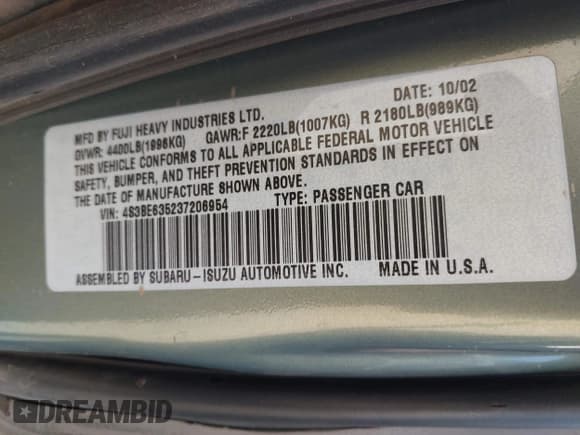 MFD BY FUJI HEAVY INDUSTRIES LTD. DATE: 10/02
GVWR: 4400LB(1996KG) GAWR:F 2220LB(1007KG) R 2180LB(989KG)
THIS VEHICLE CONFORMS TO ALL APPLICABLE FEDERAL MOTOR VEHICLE
SAFETY, BUMPER, AND THEFT PREVENTION STANDARDS IN EFFECT ON
THE DATE OF MANUFACTURE SHOWN ABOVE.
VIN: 4S3BE635237206954 TYPE: PASSENGER CAR
ASSEMBLED BY SUBARU-ISUZU AUTOMOTIVE INC. MADE IN U.S.A.
DREAMBID